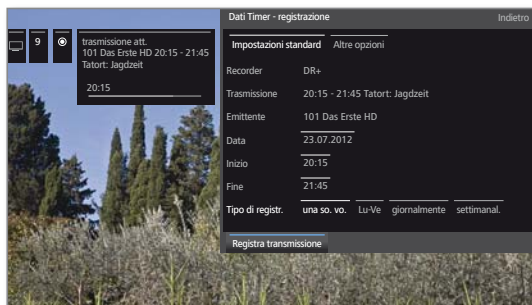 9
trasmissione att.
101 Das Erste HD 20:15 - 21:45
Tatort: Jagdzeit
20:15
Dati Timer - registrazione Indietro
Impostazioni standard Altre opzioni
Recorder DR+
Trasmissione 20:15 - 21:45 Tatort: Jagdzeit
Emittente 101 Das Erste HD
Data 23.07.2012
Inizio 20:15
Fine 21:45
Tipo di registr. una so. vo. Lu-Ve giornalmente settimanal.
Registra transmissione